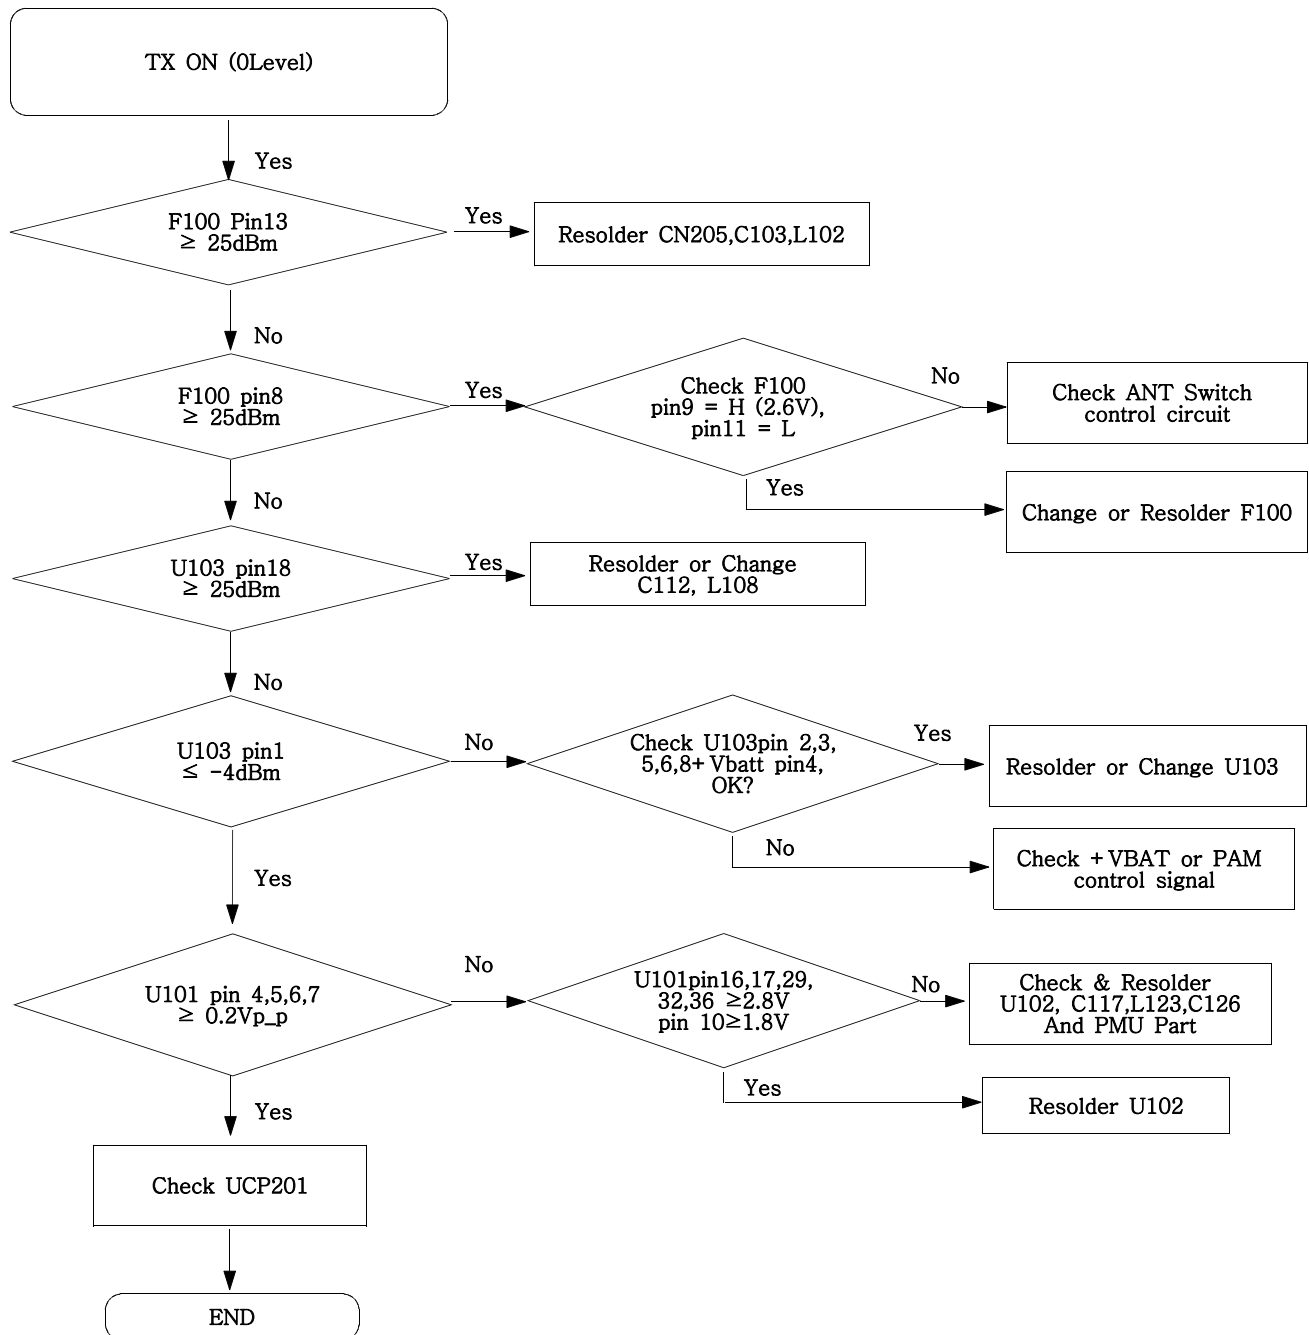 TX ON (0Level)
Yes
F100 Pin13
≥ 25dBm
Yes
Resolder CN205,C103,L102
No
F100 pin8
≥ 25dBm
Yes
Check F100
pin9 = H (2.6V),
pin11 = L
No
Check ANT Switch
control circuit
Yes
Change or Resolder F100
No
U103 pin18
≥ 25dBm
Yes
Resolder or Change
C112, L108
No
U103 pin1
≤ -4dBm
No
Check U103pin 2,3,
5,6,8+Vbatt pin4,
OK?
Yes
Resolder or Change U103
No
Check +VBAT or PAM
control signal
Yes
U101 pin 4,5,6,7
≥ 0.2Vp_p
No
U101pin16,17,29,
32,36 ≥2.8V
pin 10≥1.8V
No
Check & Resolder
U102, C117,L123,C126
And PMU Part
Yes
Resolder U102
Yes
Check UCP201
END